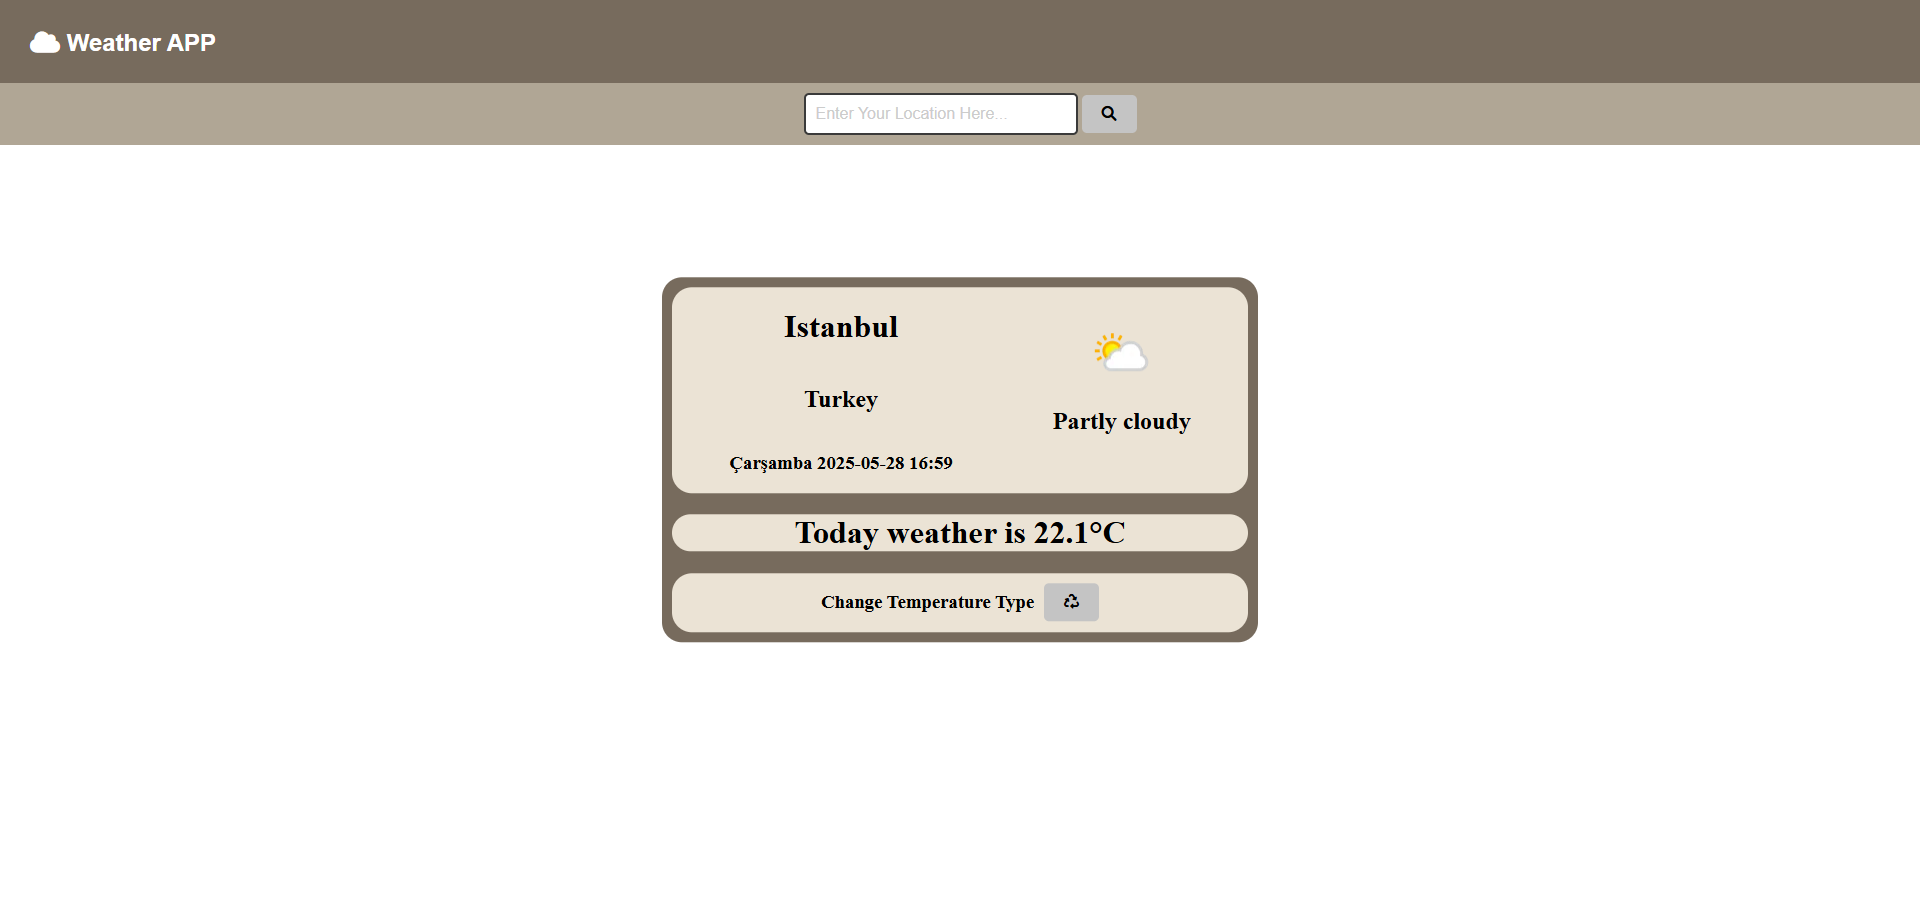 Weather APP
Enter Your Location Here...
Istanbul
Turkey
Çarşamba 2025-05-28 16:59
Partly cloudy
Today weather is 22.1°C
Change Temperature Type